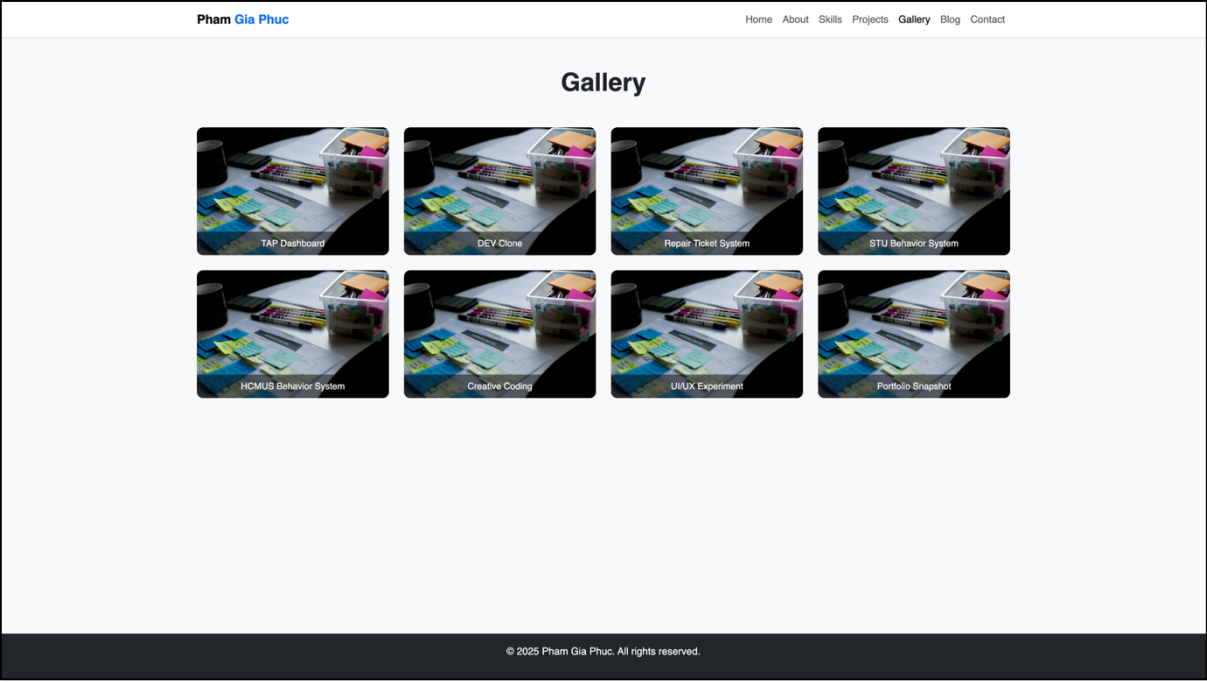 Pham Gia Phuc
Home About Skills Projects Gallery Blog Contact
Gallery
TAP Dashboard
DEV Clone
Repair Ticket System
STU Behavior System
HCMUS Behavior System
Creative Coding
UI/UX Experiment
Portfolio Snapshot
© 2025 Pham Gia Phuc. All rights reserved.